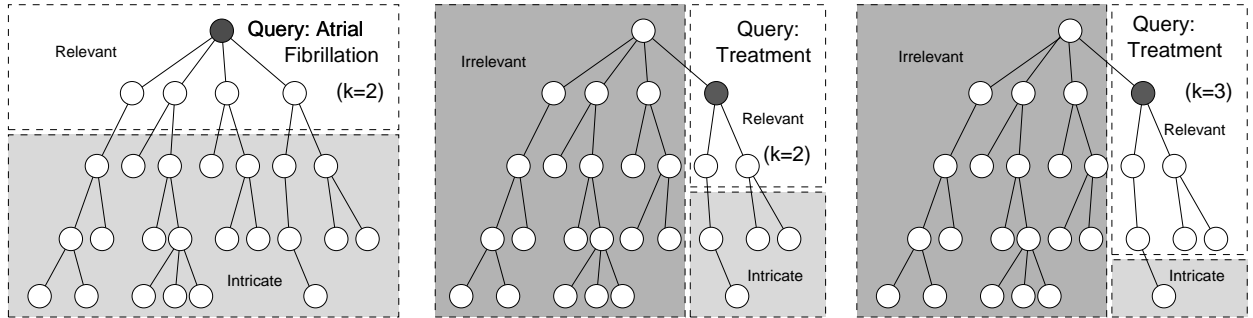 Query: Atrial
Fibrillation
Relevant
(k=2)
Intricate
Query:
Treatment
Irrelevant
Relevant
(k=2)
Intricate
Query:
Treatment
Irrelevant
(k=3)
Relevant
Intricate